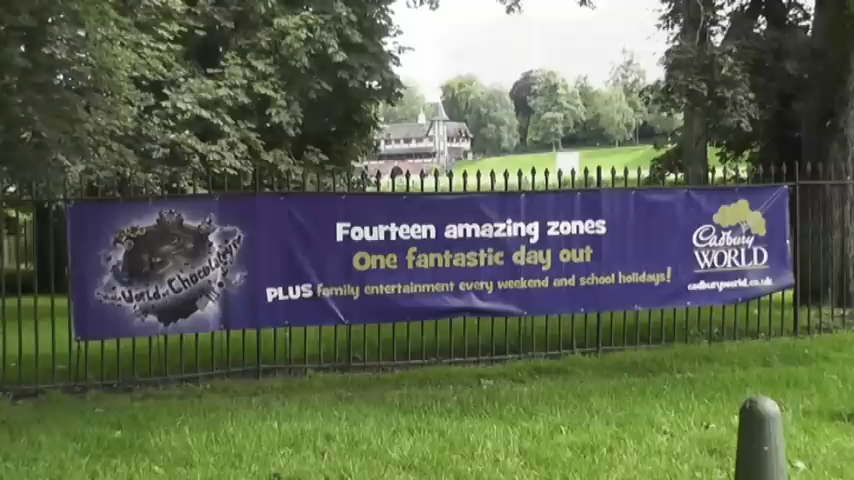 World of Chocolate
Fourteen amazing zones
One fantastic day out
PLUS family entertainment every weekend and school holidays!
Cadbury
WORLD
cadburyworld.co.uk